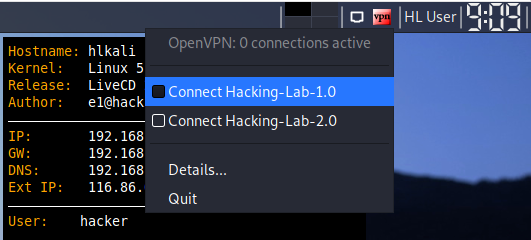 vpn HL User 9:09
OpenVPN: 0 connections active
Connect Hacking-Lab-1.0
Connect Hacking-Lab-2.0
Details...
Quit
Hostname: hlkali
Kernel: Linux 5
Release: LiveCD
Author: e1@hack
IP: 192.168
GW: 192.168
DNS: 192.168
Ext IP: 116.86.
User: hacker